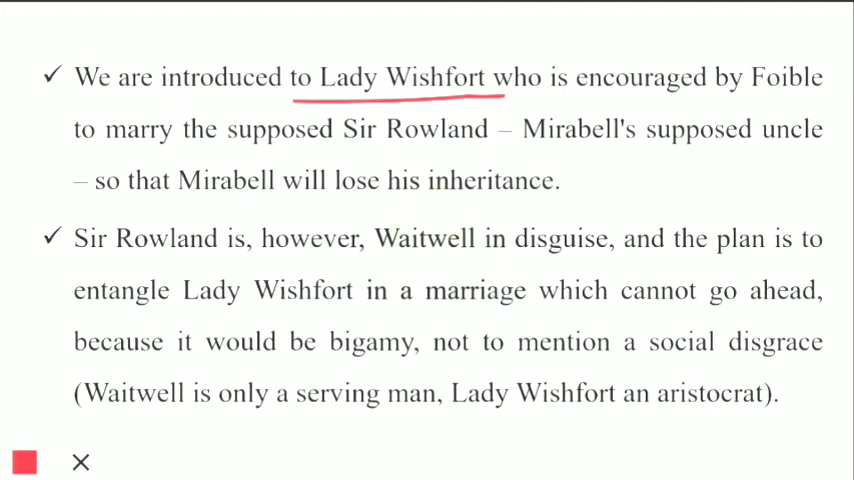 ✓ We are introduced to Lady Wishfort who is encouraged by Foible
to marry the supposed Sir Rowland – Mirabell's supposed uncle
– so that Mirabell will lose his inheritance.
✓ Sir Rowland is, however, Waitwell in disguise, and the plan is to
entangle Lady Wishfort in a marriage which cannot go ahead,
because it would be bigamy, not to mention a social disgrace
(Waitwell is only a serving man, Lady Wishfort an aristocrat).